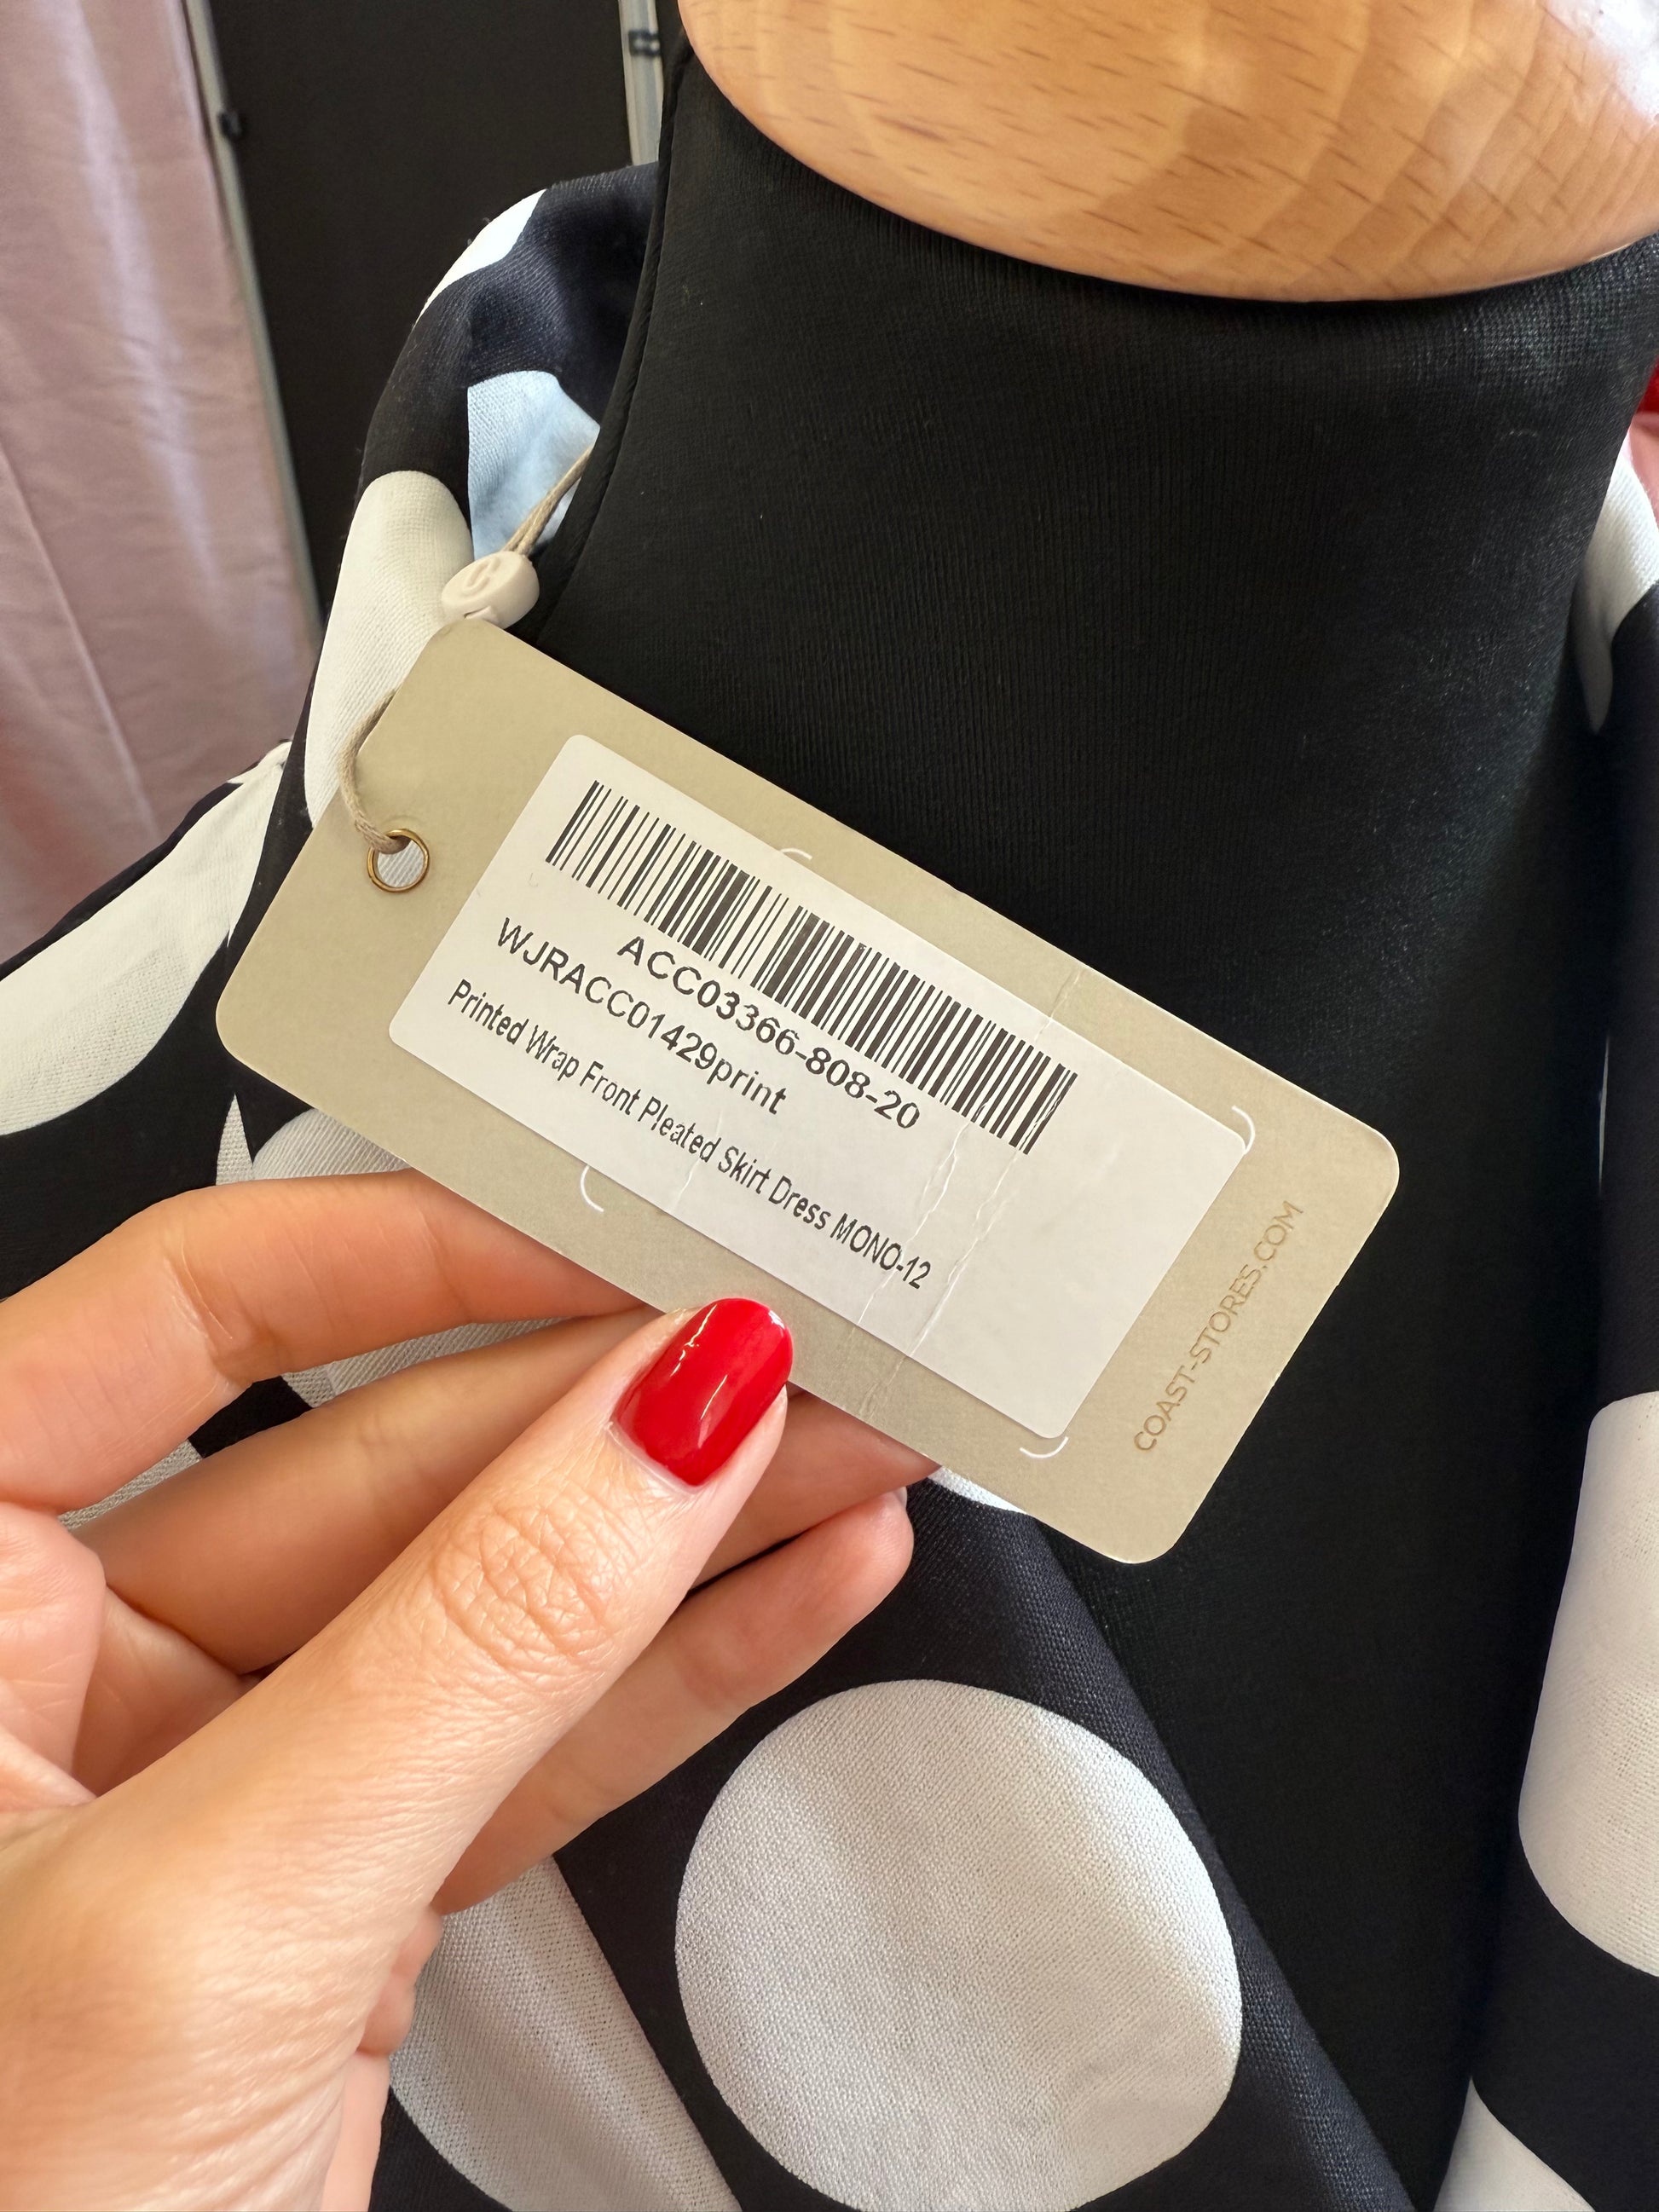 ACC03366-808-20
WJRACC01429print
Printed Wrap Front Pleated Skirt Dress MONO-12
COAST-STORES.COM